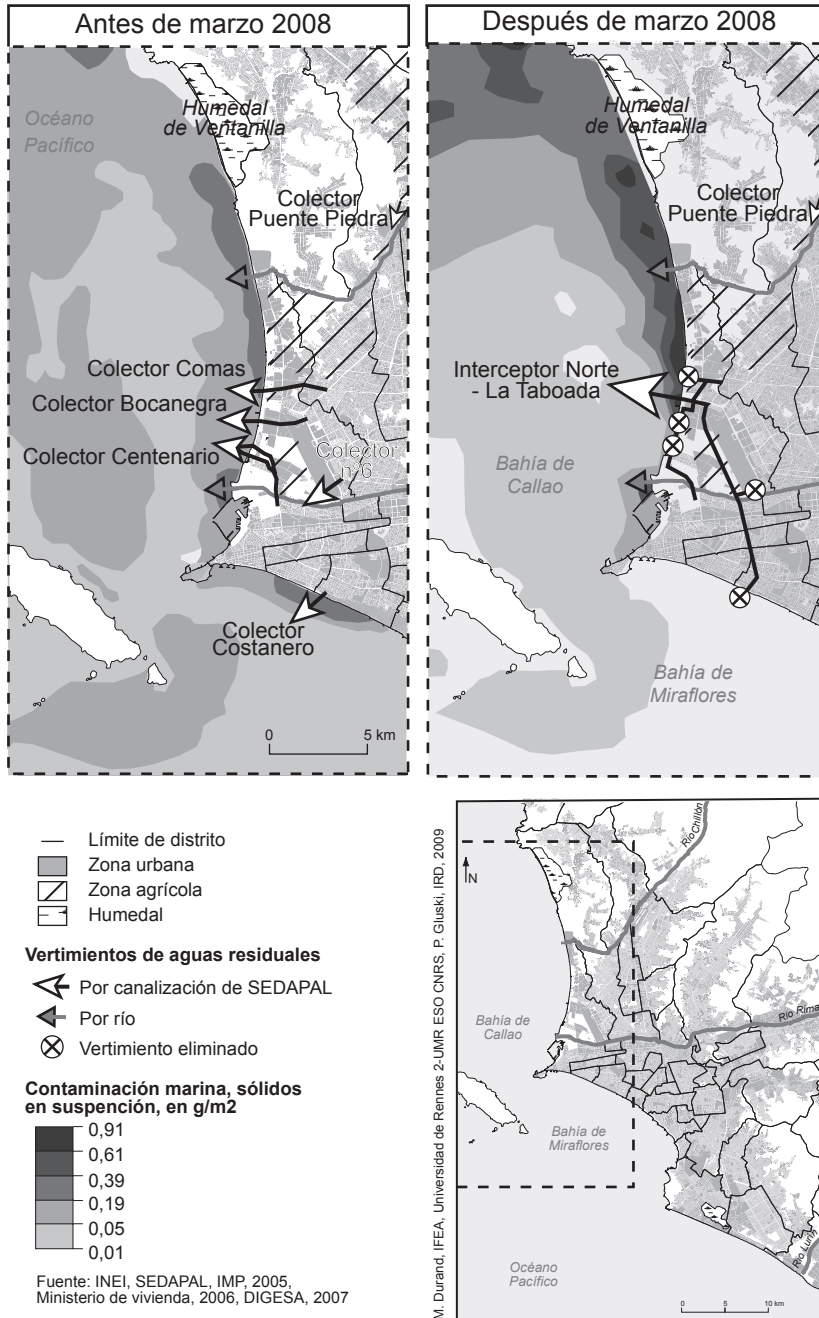 Antes de marzo 2008
Océano
Pacífico
Humedal
de Ventanilla
Colector
Puente Piedra
Colector Comas
Colector Bocanegra
Colector Centenario
Colector
n°6
Colector
Costanero
0 5 km
Después de marzo 2008
Humedal
de Ventanilla
Colector
Puente Piedra
Interceptor Norte
- La Taboada
Bahía de
Callao
Bahía de
Miraflores
Límite de distrito
Zona urbana
Zona agrícola
Humedal
Vertimientos de aguas residuales
Por canalización de SEDAPAL
Por río
Vertimiento eliminado
Contaminación marina, sólidos
en suspención, en g/m2
0,91
0,61
0,39
0,19
0,05
0,01
Fuente: INEI, SEDAPAL, IMP, 2005,
Ministerio de vivienda, 2006, DIGESA, 2007
M. Durand, IFEA, Universidad de Rennes 2-UMR ESO CNRS, P. Gluski, IRD, 2009
N
Río Chillón
Río Rima
Bahía de
Callao
Bahía de
Miraflores
Río Lurín
Océano
Pacífico
0 5 10 km